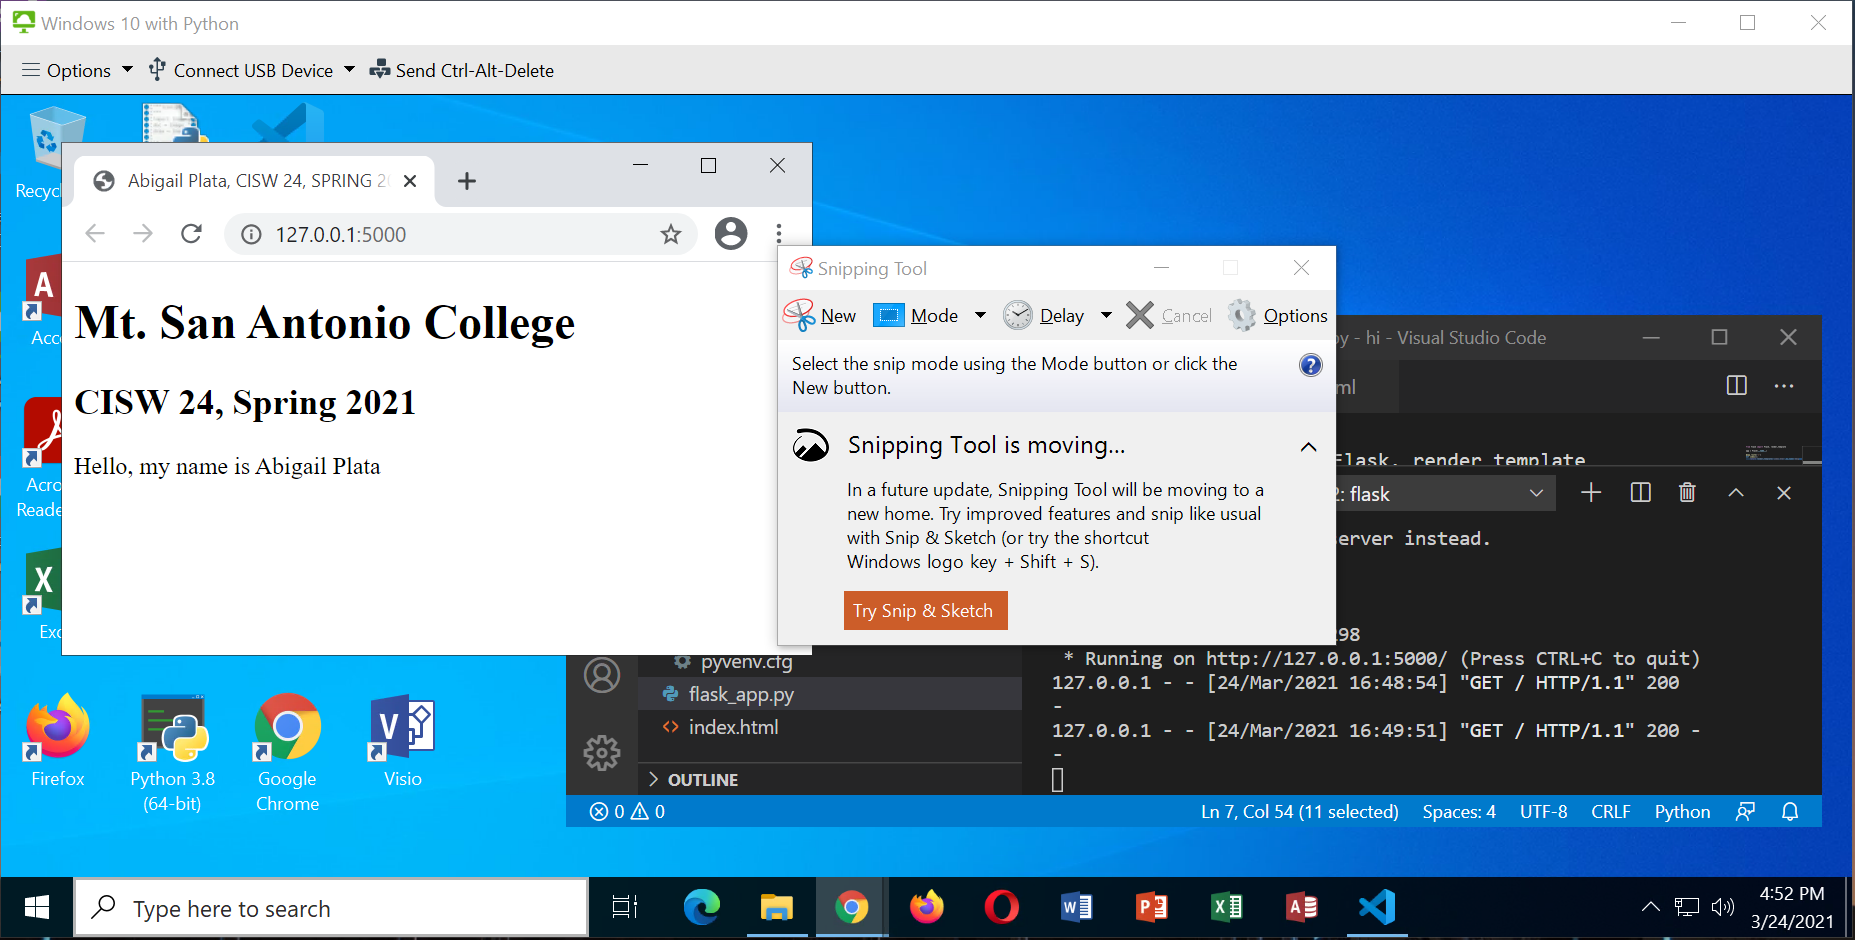 Windows 10 with Python
Options
Connect USB Device
Send Ctrl-Alt-Delete
Recyc
Abigail Plata, CISW 24, SPRING 2
127.0.0.1:5000
Mt. San Antonio College
CISW 24, Spring 2021
Hello, my name is Abigail Plata
Acc
Acro
Reade
Exc
Snipping Tool
New
Mode
Delay
Cancel
Options
Select the snip mode using the Mode button or click the
New button.
Snipping Tool is moving...
In a future update, Snipping Tool will be moving to a
new home. Try improved features and snip like usual
with Snip & Sketch (or try the shortcut
Windows logo key + Shift + S).
Try Snip & Sketch
py - hi - Visual Studio Code
ml
Flask, render_template
2: flask
erver instead.
298
* Running on http://127.0.0.1:5000/ (Press CTRL+C to quit)
127.0.0.1 - - [24/Mar/2021 16:48:54] "GET / HTTP/1.1" 200
-
127.0.0.1 - - [24/Mar/2021 16:49:51] "GET / HTTP/1.1" 200 -
-
pyvenv.cfg
flask_app.py
index.html
OUTLINE
0 0
Ln 7, Col 54 (11 selected)
Spaces: 4
UTF-8
CRLF
Python
Firefox
Python 3.8
(64-bit)
Google
Chrome
Visio
Type here to search
4:52 PM
3/24/2021